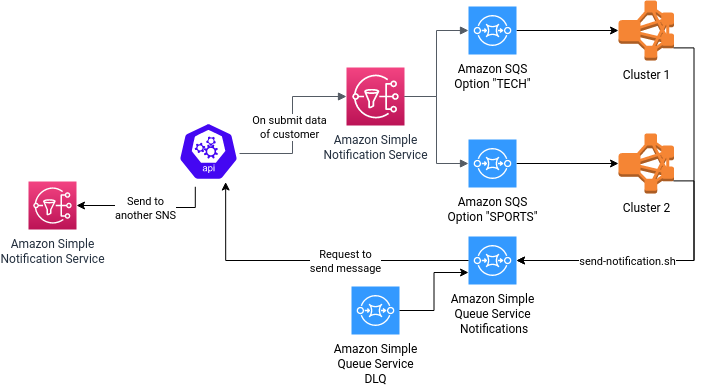 Amazon SQS
Option "TECH"
Cluster 1
On submit data
of customer
Amazon Simple
Notification Service
api
Amazon SQS
Option "SPORTS"
Cluster 2
Send to
another SNS
Amazon Simple
Notification Service
Request to
send message
send-notification.sh
Amazon Simple
Queue Service
Notifications
Amazon Simple
Queue Service
DLQ